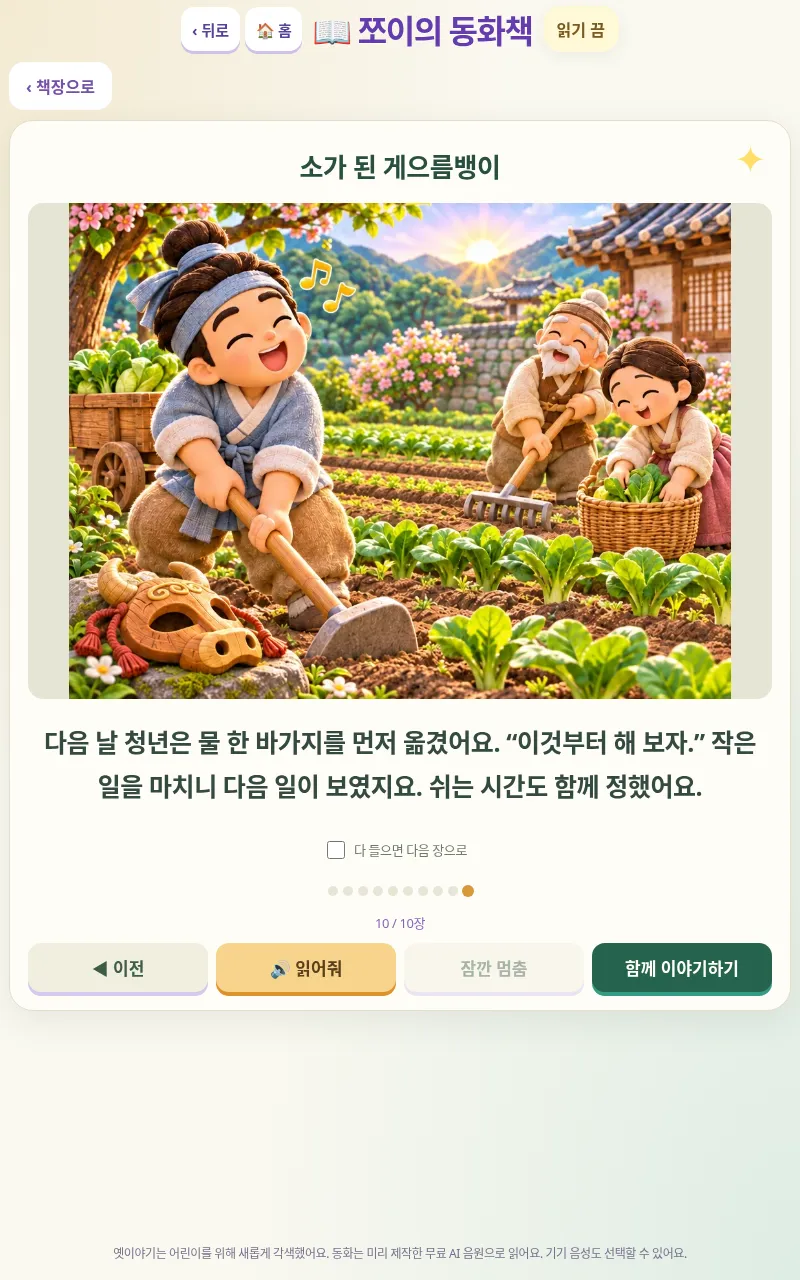 ‹ 뒤로
🏠 홈
📖 쪼이의 동화책
읽기 끝
‹ 책장으로
소가 된 게으름뱅이
다음 날 청년은 물 한 바가지를 먼저 옮겼어요. “이것부터 해 보자.” 작은
일을 마치니 다음 일이 보였지요. 쉬는 시간도 함께 정했어요.
다 들으면 다음 장으로
10 / 10장
◀ 이전
🔊 읽어줘
잠깐 멈춤
함께 이야기하기
옛이야기는 어린이를 위해 새롭게 각색했어요. 동화는 미리 제작한 무료 AI 음원으로 읽어요. 기기 음성도 선택할 수 있어요.